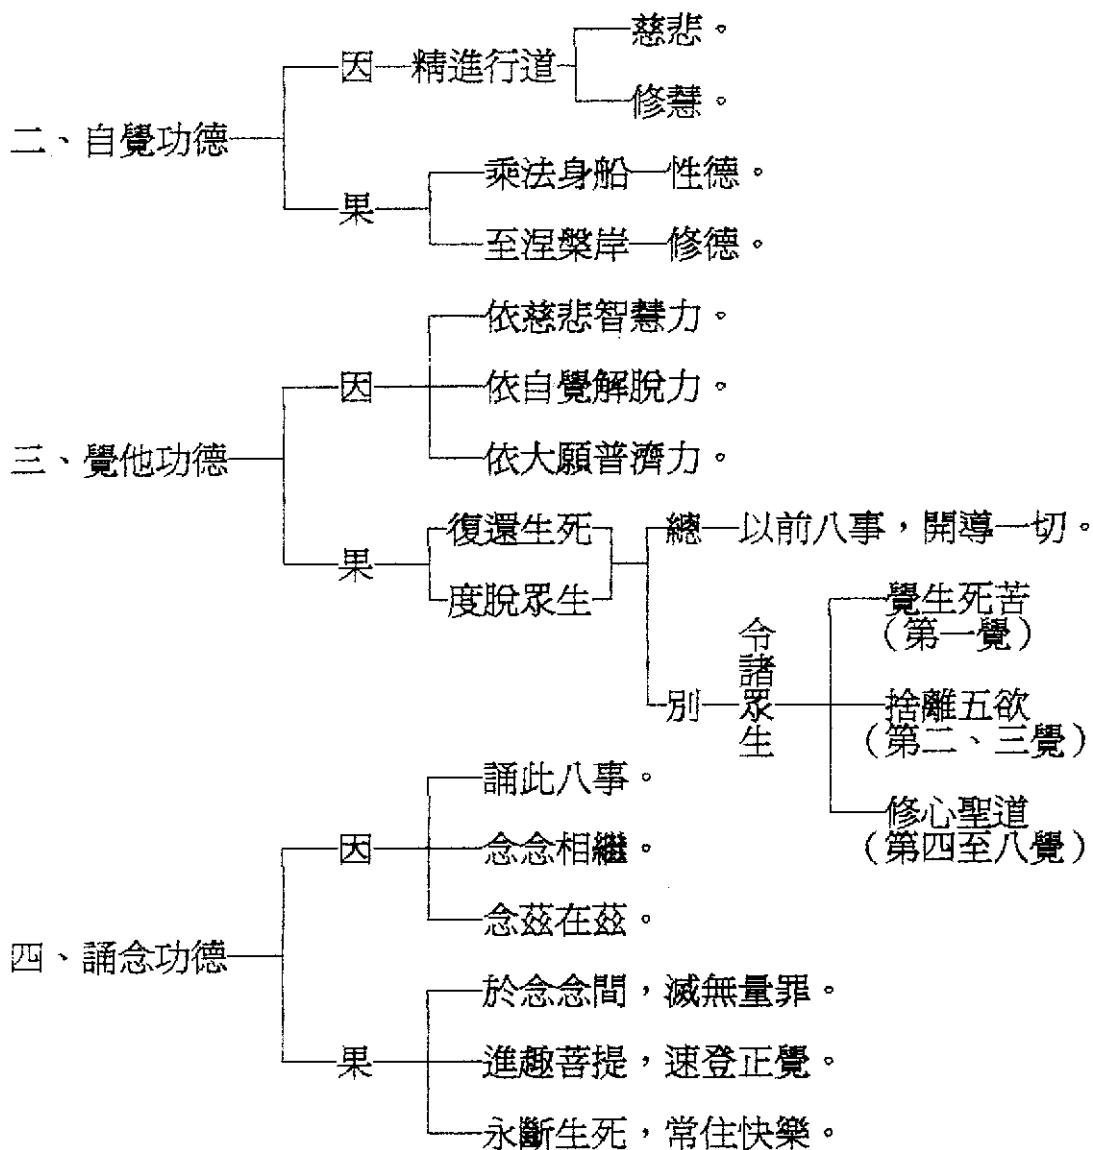 慈悲。
因 精進行道
修慧。
二、自覺功德
乘法身船—性德。
果
至涅槃岸—修德。
依慈悲智慧力。
因 依自覺解脫力。
三、覺他功德
依大願普濟力。
復還生死 總—以前八事，開導一切。
果
度脫眾生
覺生死苦
（第一覺）
令諸眾生
別 捨離五欲
（第二、三覺）
修心聖道
（第四至八覺）
誦此八事。
因 念念相繼。
念茲在茲。
四、誦念功德
於念念間，滅無量罪。
果 進趣菩提，速登正覺。
永斷生死，常住快樂。